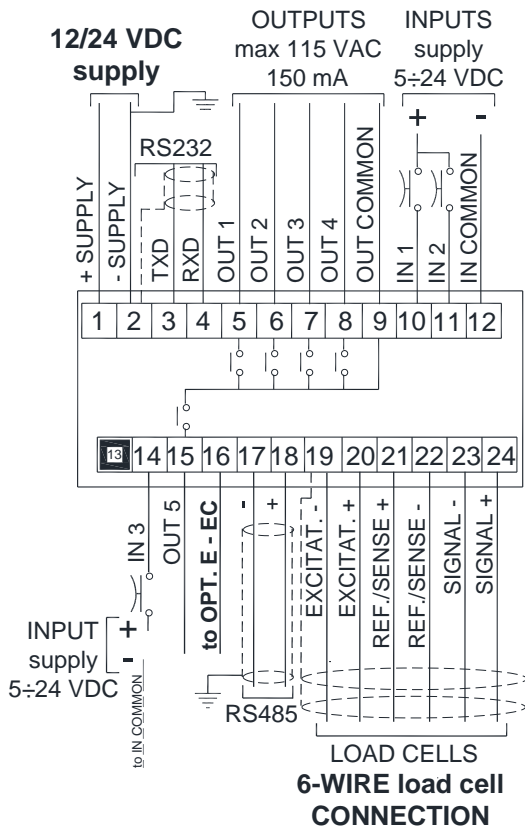 12/24 VDC
supply
OUTPUTS
max 115 VAC
150 mA
INPUTS
supply
5÷24 VDC
+ -
RS232
+ SUPPLY
- SUPPLY
TXD
RXD
OUT 1
OUT 2
OUT 3
OUT 4
OUT COMMON
IN 1
IN 2
IN COMMON
1 2 3 4 5 6 7 8 9 10 11 12
13 14 15 16 17 18 19 20 21 22 23 24
IN 3
OUT 5
to OPT. E - EC
-
+
EXCITAT. -
EXCITAT. +
REF./SENSE +
REF./SENSE -
SIGNAL -
SIGNAL +
INPUT
supply
5÷24 VDC
+
-
to IN COMMON
RS485
LOAD CELLS
6-WIRE load cell
CONNECTION